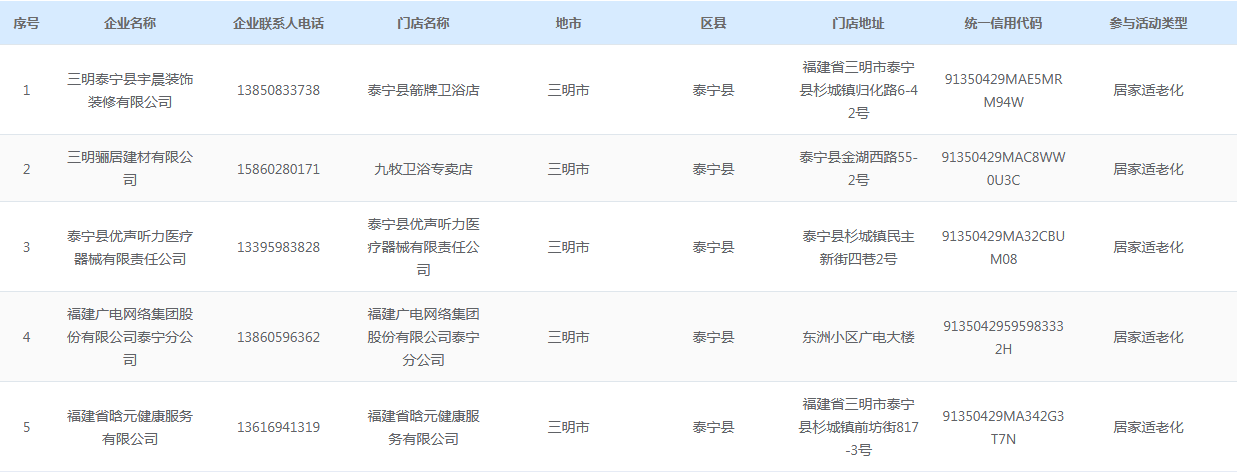 序号 企业名称 企业联系人电话 门店名称 地市 区县 门店地址 统一信用代码 参与活动类型
1
三明泰宁县宇晨装饰
装修有限公司
13850833738
泰宁县箭牌卫浴店
三明市
泰宁县
福建省三明市泰宁
县杉城镇归化路6-4
2号
91350429MAE5MR
M94W
居家适老化
2
三明骊居建材有限公
司
15860280171
九牧卫浴专卖店
三明市
泰宁县
泰宁县金湖西路55-
2号
91350429MAC8WW
0U3C
居家适老化
3
泰宁县优声听力医疗
器械有限责任公司
13395983828
泰宁县优声听力医
疗器械有限责任公
司
三明市
泰宁县
泰宁县杉城镇民主
新街四巷2号
91350429MA32CBU
M08
居家适老化
4
福建广电网络集团股
份有限公司泰宁分公
司
13860596362
福建广电网络集团
股份有限公司泰宁
分公司
三明市
泰宁县
东洲小区广电大楼
9135042959598333
2H
居家适老化
5
福建省晗元健康服务
有限公司
13616941319
福建省晗元健康服
务有限公司
三明市
泰宁县
福建省三明市泰宁
县杉城镇前坊街817
-3号
91350429MA342G3
T7N
居家适老化